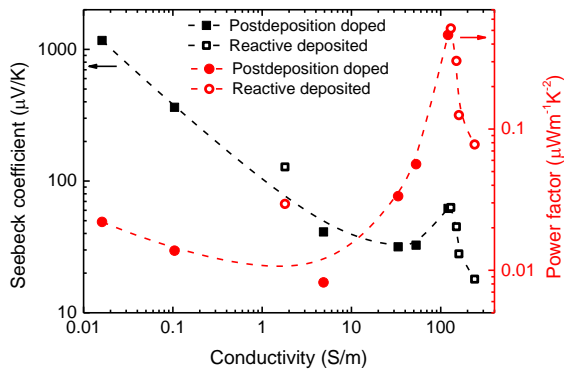 Postdeposition doped
Reactive deposited
Postdeposition doped
Reactive deposited
1000
100
10
Seebeck coefficient (μV/K)
0.1
0.01
Power factor (μWm⁻¹K⁻²)
0.01 0.1 1 10 100
Conductivity (S/m)